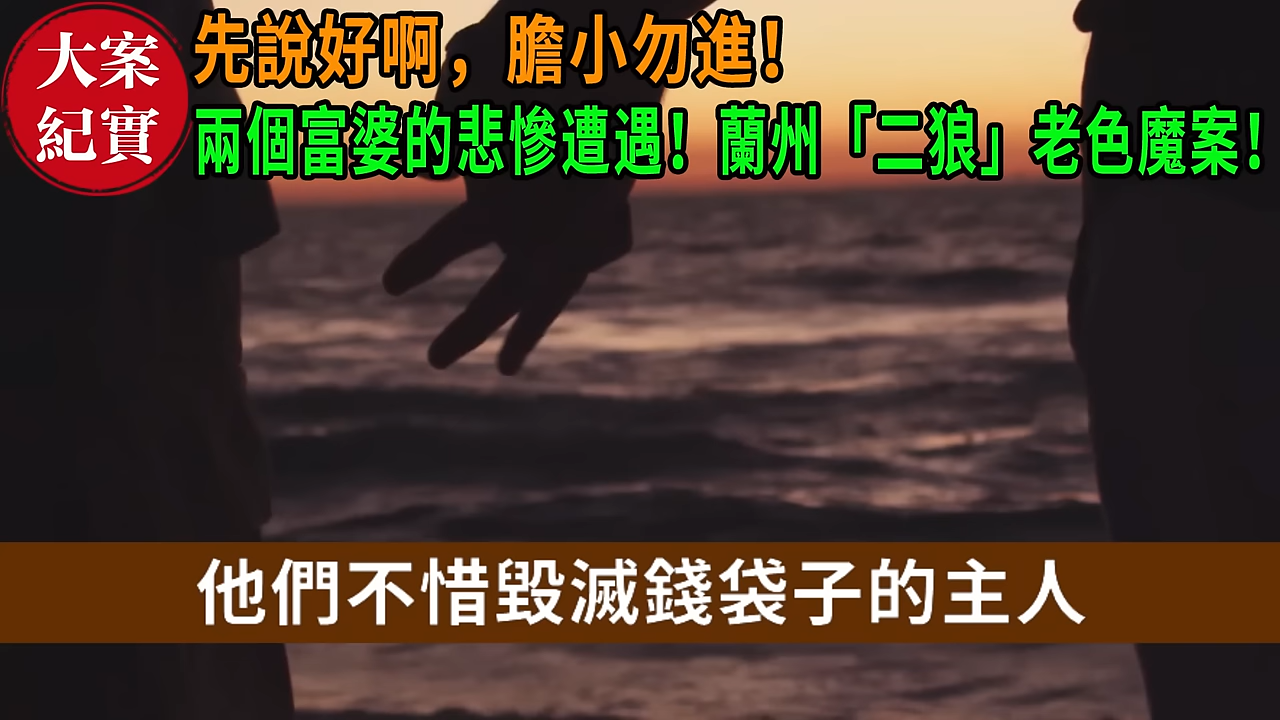 大案
紀實
先說好啊，膽小勿進！
兩個富婆的悲慘遭遇！蘭州「二狼」老色魔案！
他們不惜毀滅錢袋子的主人